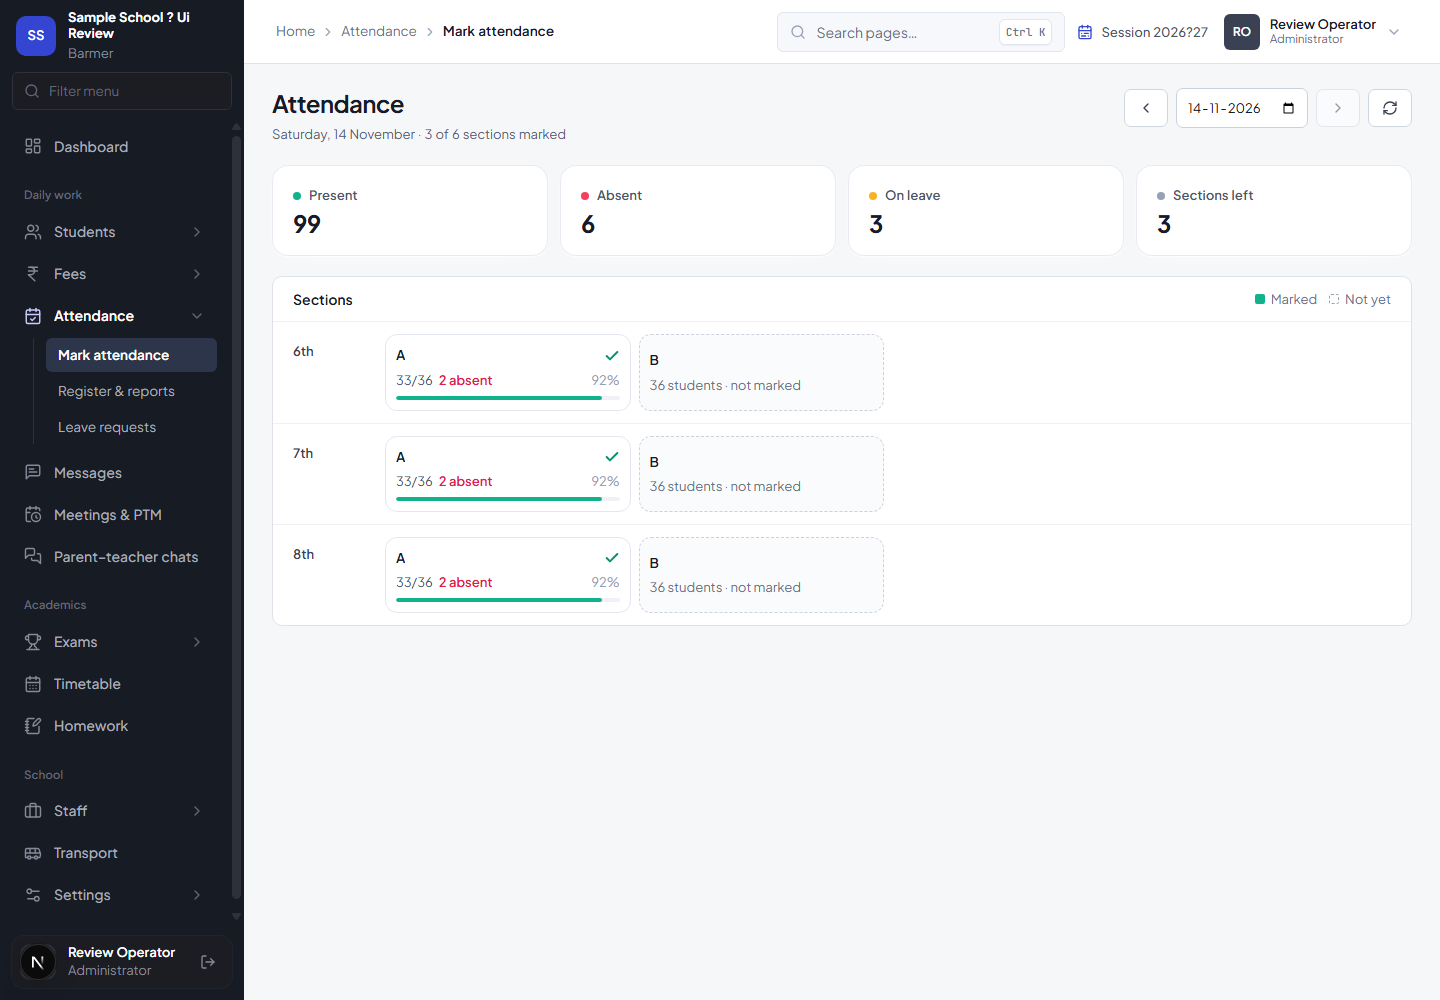 SS
Sample School ? Ui Review
Barmer
Filter menu
Dashboard
Daily work
Students
Fees
Attendance
Mark attendance
Register & reports
Leave requests
Messages
Meetings & PTM
Parent-teacher chats
Academics
Exams
Timetable
Homework
School
Staff
Transport
Settings
N
Review Operator
Administrator
Home > Attendance > Mark attendance
Search pages...
Ctrl K
Session 2026?27
RO
Review Operator
Administrator
Attendance
Saturday, 14 November · 3 of 6 sections marked
14-11-2026
Present
99
Absent
6
On leave
3
Sections left
3
Sections
Marked
Not yet
6th
A
33/36 2 absent 92%
B
36 students · not marked
7th
A
33/36 2 absent 92%
B
36 students · not marked
8th
A
33/36 2 absent 92%
B
36 students · not marked